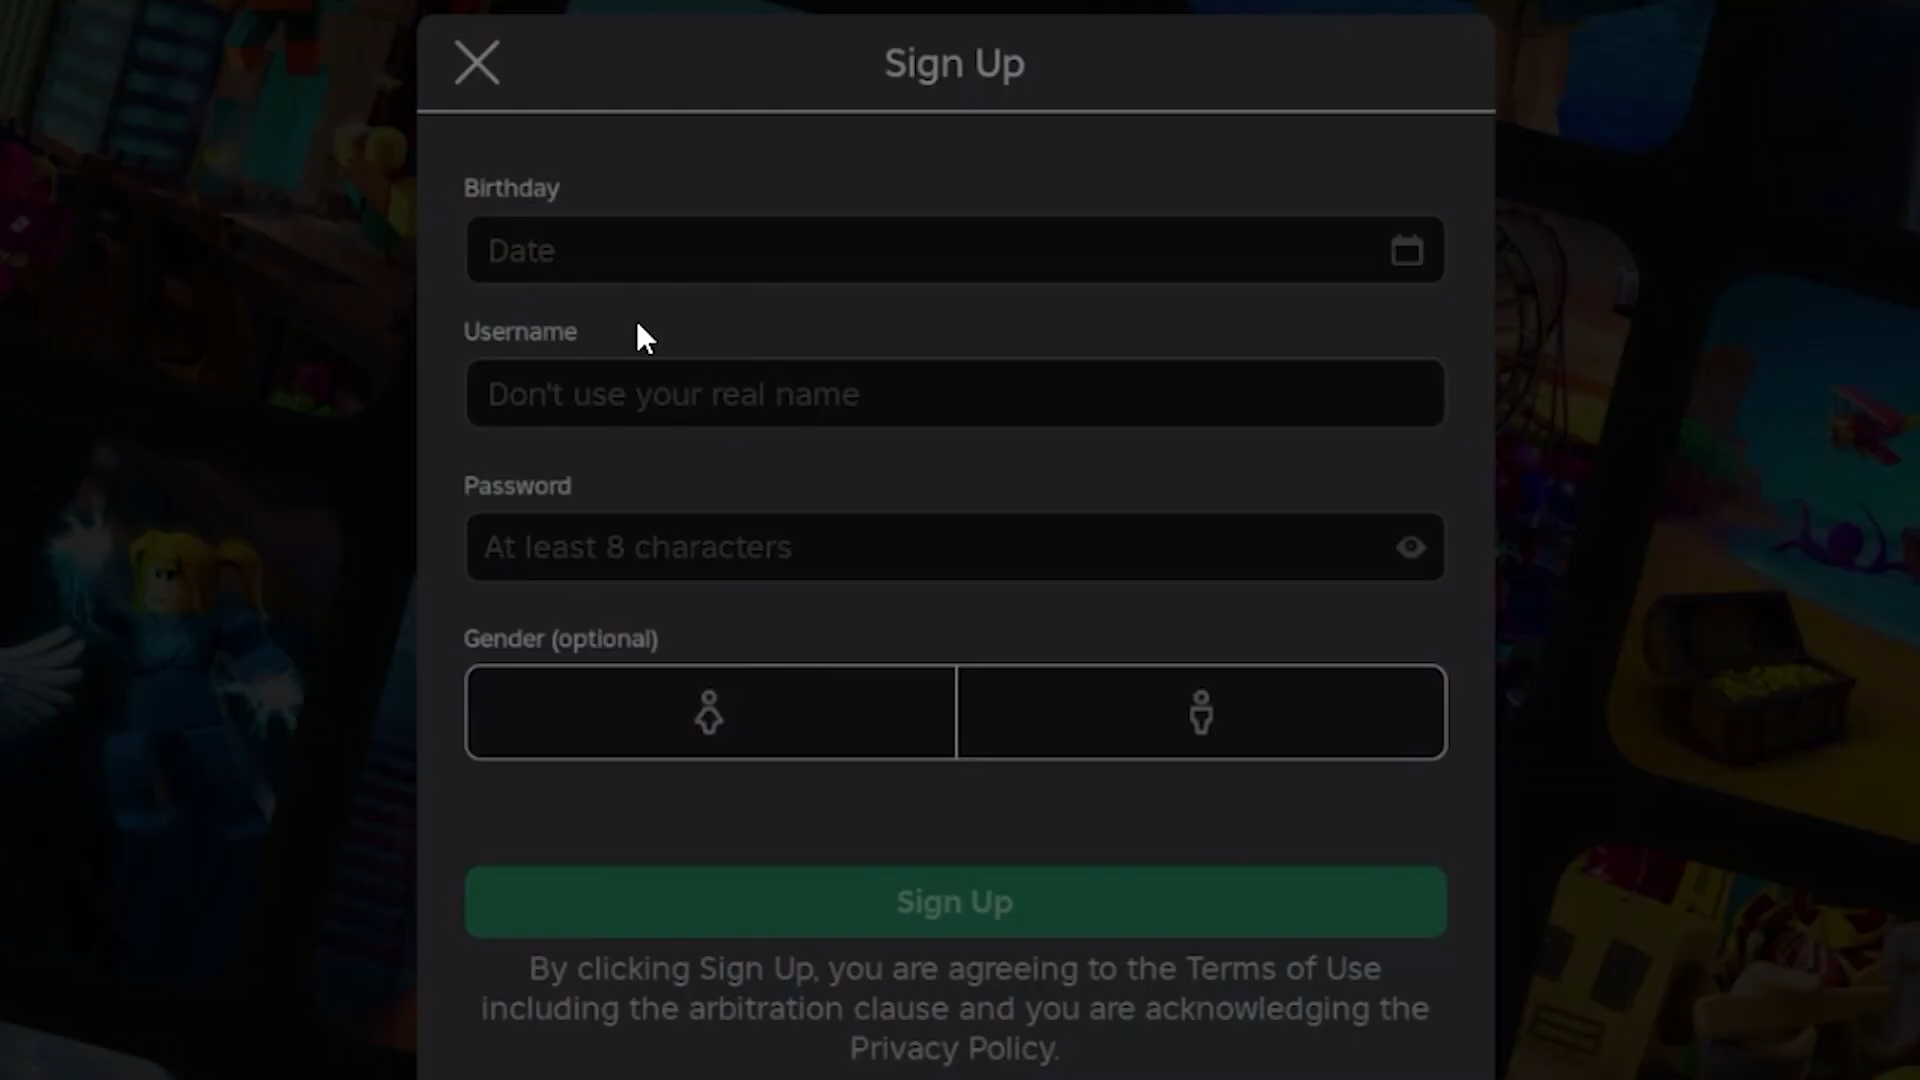 Sign Up
Birthday
Date
Username
Don't use your real name
Password
At least 8 characters
Gender (optional)
Sign Up
By clicking Sign Up, you are agreeing to the Terms of Use
including the arbitration clause and you are acknowledging the
Privacy Policy.